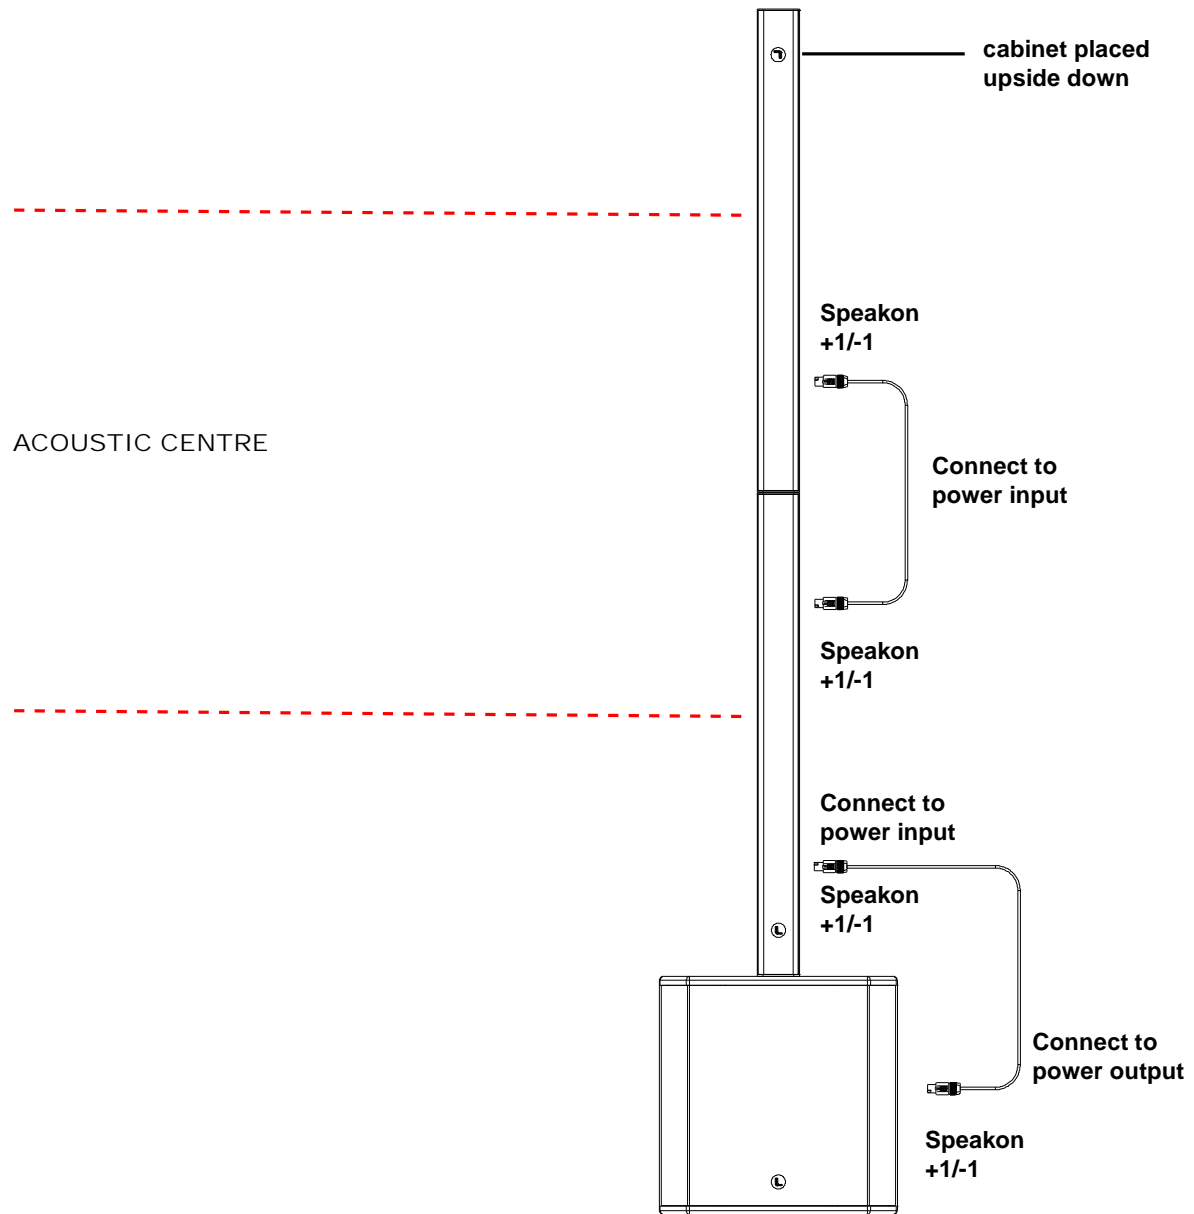 cabinet placed
upside down
Speakon
+1/-1
ACOUSTIC CENTRE
Connect to
power input
Speakon
+1/-1
Connect to
power input
Speakon
+1/-1
Connect to
power output
Speakon
+1/-1